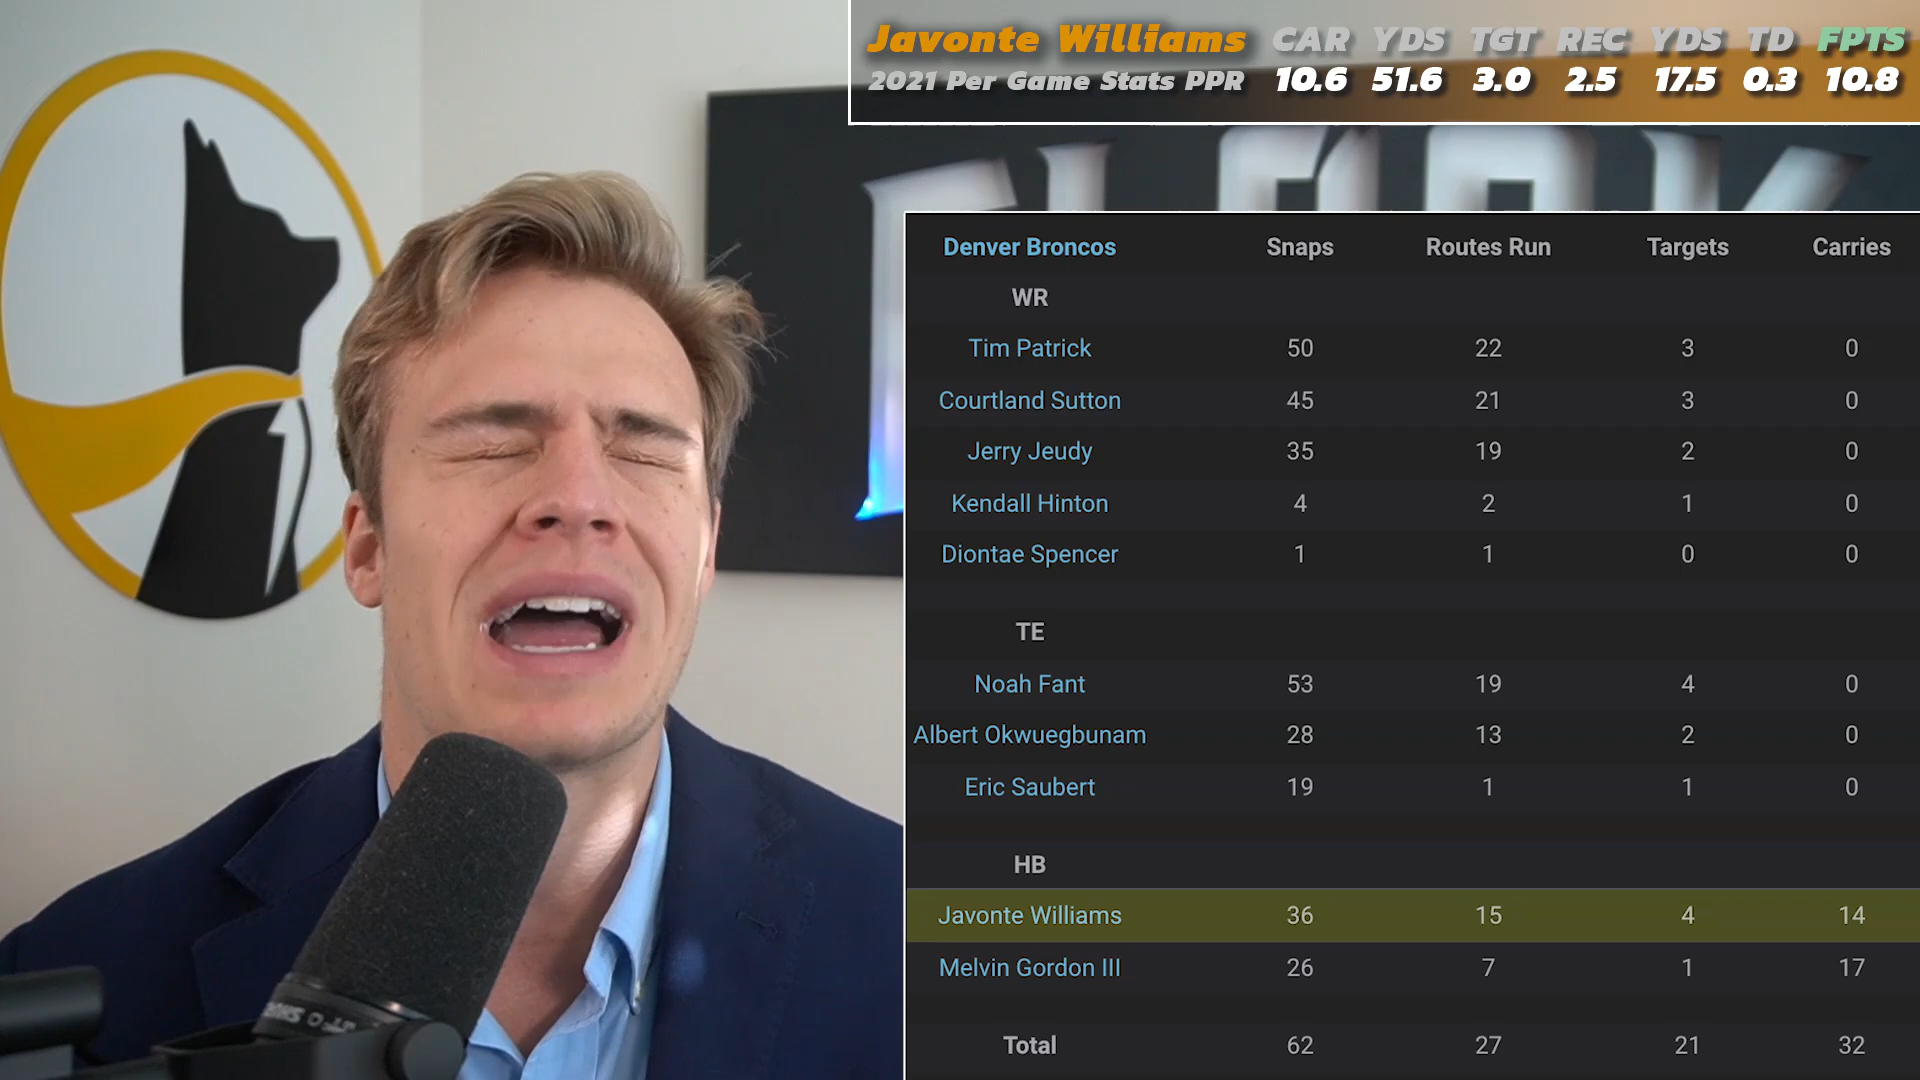 Javonte Williams CAR YDS TGT REC YDS TD FPTS
2021 Per Game Stats PPR 10.6 51.6 3.0 2.5 17.5 0.3 10.8
Denver Broncos Snaps Routes Run Targets Carries
WR
Tim Patrick 50 22 3 0
Courtland Sutton 45 21 3 0
Jerry Jeudy 35 19 2 0
Kendall Hinton 4 2 1 0
Diontae Spencer 1 1 0 0
TE
Noah Fant 53 19 4 0
Albert Okwuegbunam 28 13 2 0
Eric Saubert 19 1 1 0
HB
Javonte Williams 36 15 4 14
Melvin Gordon III 26 7 1 17
Total 62 27 21 32